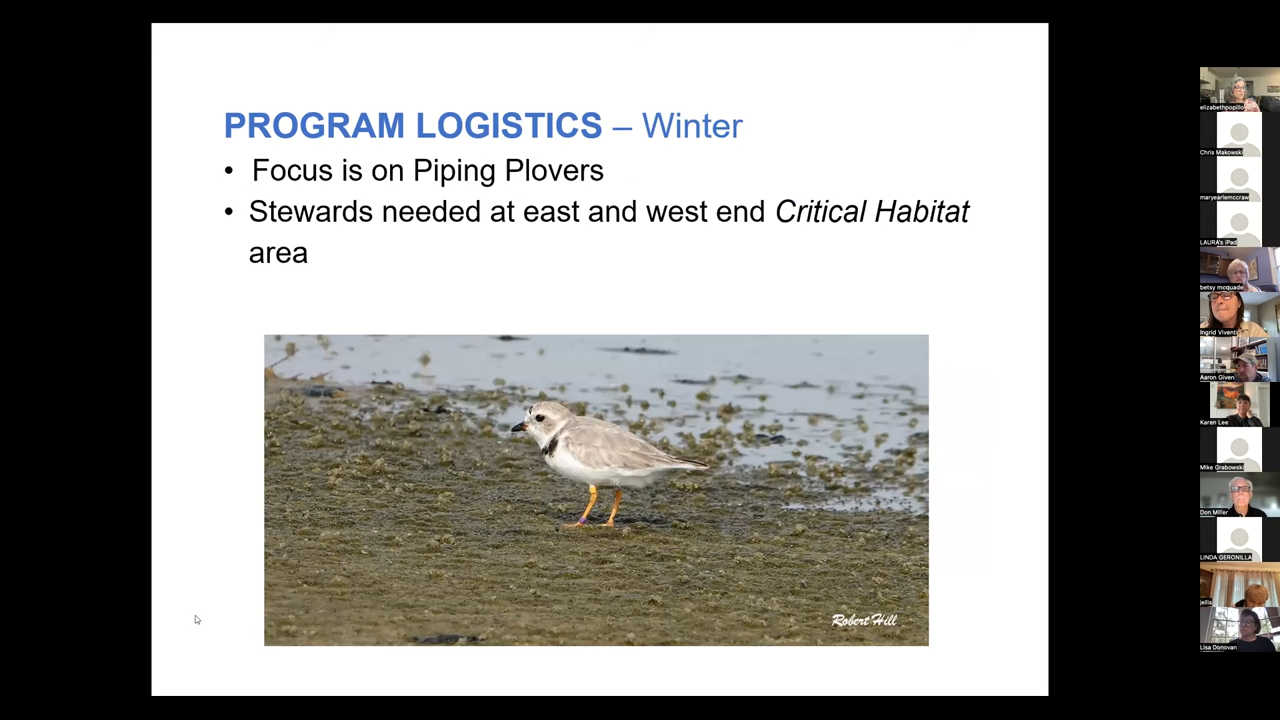 PROGRAM LOGISTICS – Winter
• Focus is on Piping Plovers
• Stewards needed at east and west end Critical Habitat
area
Robert Hill
elizabethpopillo
Chris Makowski
maryearlemccraw
LAURA's iPad
betsy mcquade
Ingrid Viventi
Aaron Given
Karen Lee
Mike Grabowski
Don Miller
LINDA GERONILLA
jellis
Lisa Donovan